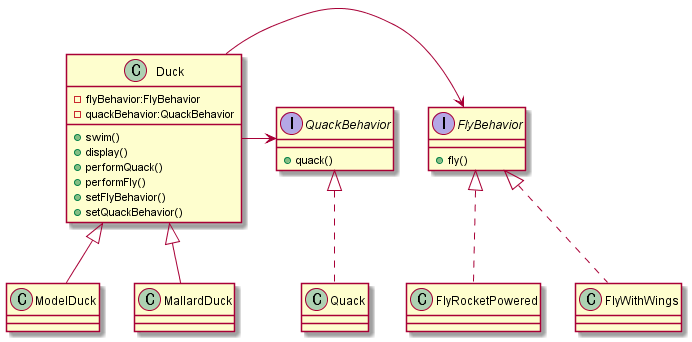 C Duck
flyBehavior:FlyBehavior
quackBehavior:QuackBehavior
swim()
display()
performQuack()
performFly()
setFlyBehavior()
setQuackBehavior()
I QuackBehavior
quack()
I FlyBehavior
fly()
C ModelDuck
C MallardDuck
C Quack
C FlyRocketPowered
C FlyWithWings